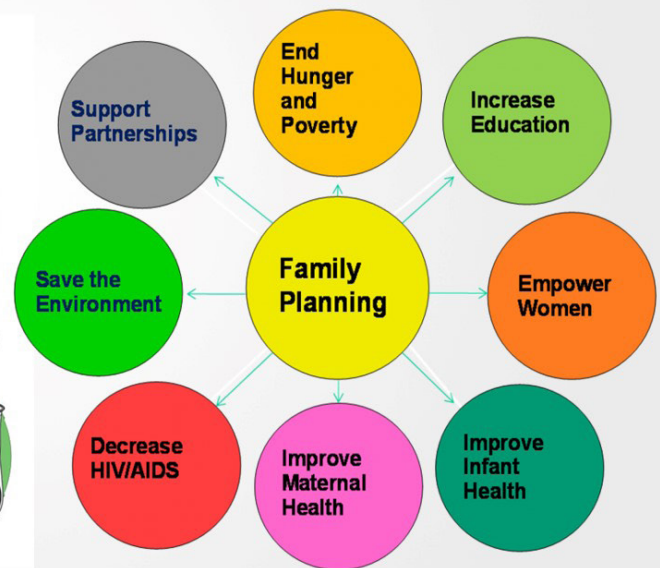 End
Hunger
and
Poverty
Increase
Education
Empower
Women
Improve
Infant
Health
Improve
Maternal
Health
Decrease
HIV/AIDS
Save the
Environment
Support
Partnerships
Family
Planning